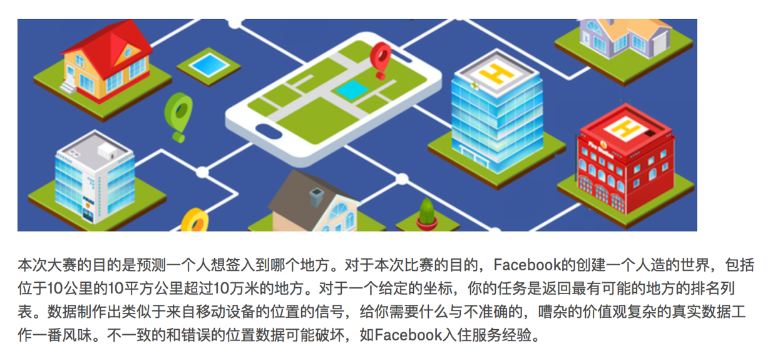 本次大赛的目的是预测一个人想签入到哪个地方。对于本次比赛的目的，Facebook的创建一个人造的世界，包括
位于10公里的10平方公里超过10万米的地方。对于一个给定的坐标，你的任务是返回最有可能的地方的排名列
表。数据制作出类似于来自移动设备的位置的信号，给你需要什么与不准确的，嘈杂的价值观复杂的真实数据工
作一番风味。不一致的和错误的位置数据可能破坏，如Facebook入住服务经验。